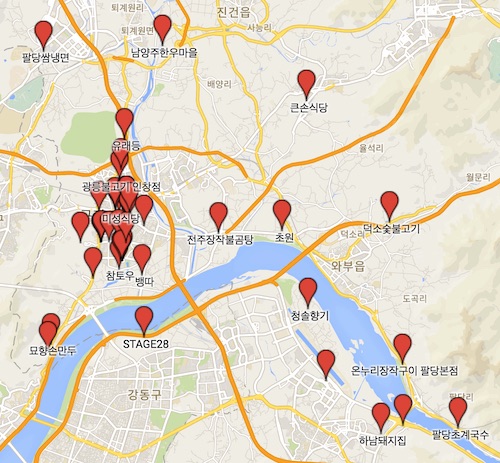 진건읍
퇴계원면
퇴계원
사능리
팔당쌈냉면
남양주한우마을
배양리
큰손식당
유래등
율석리
월문리
광릉불고기 인창점
미성식당
덕소숯불고기
전주장작불곰탕
초원
덕소리
와부읍
참토우
뱅따
도곡리
청솔향기
STAGE28
묘향손만두
온누리장작구이 팔당본점
강동구
팔당리
하남돼지집
팔당초계국수